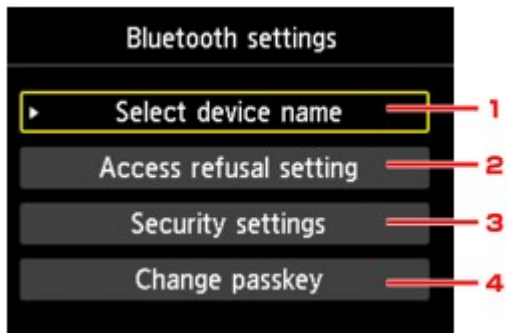 Bluetooth settings
Select device name 1
Access refusal setting 2
Security settings 3
Change passkey 4